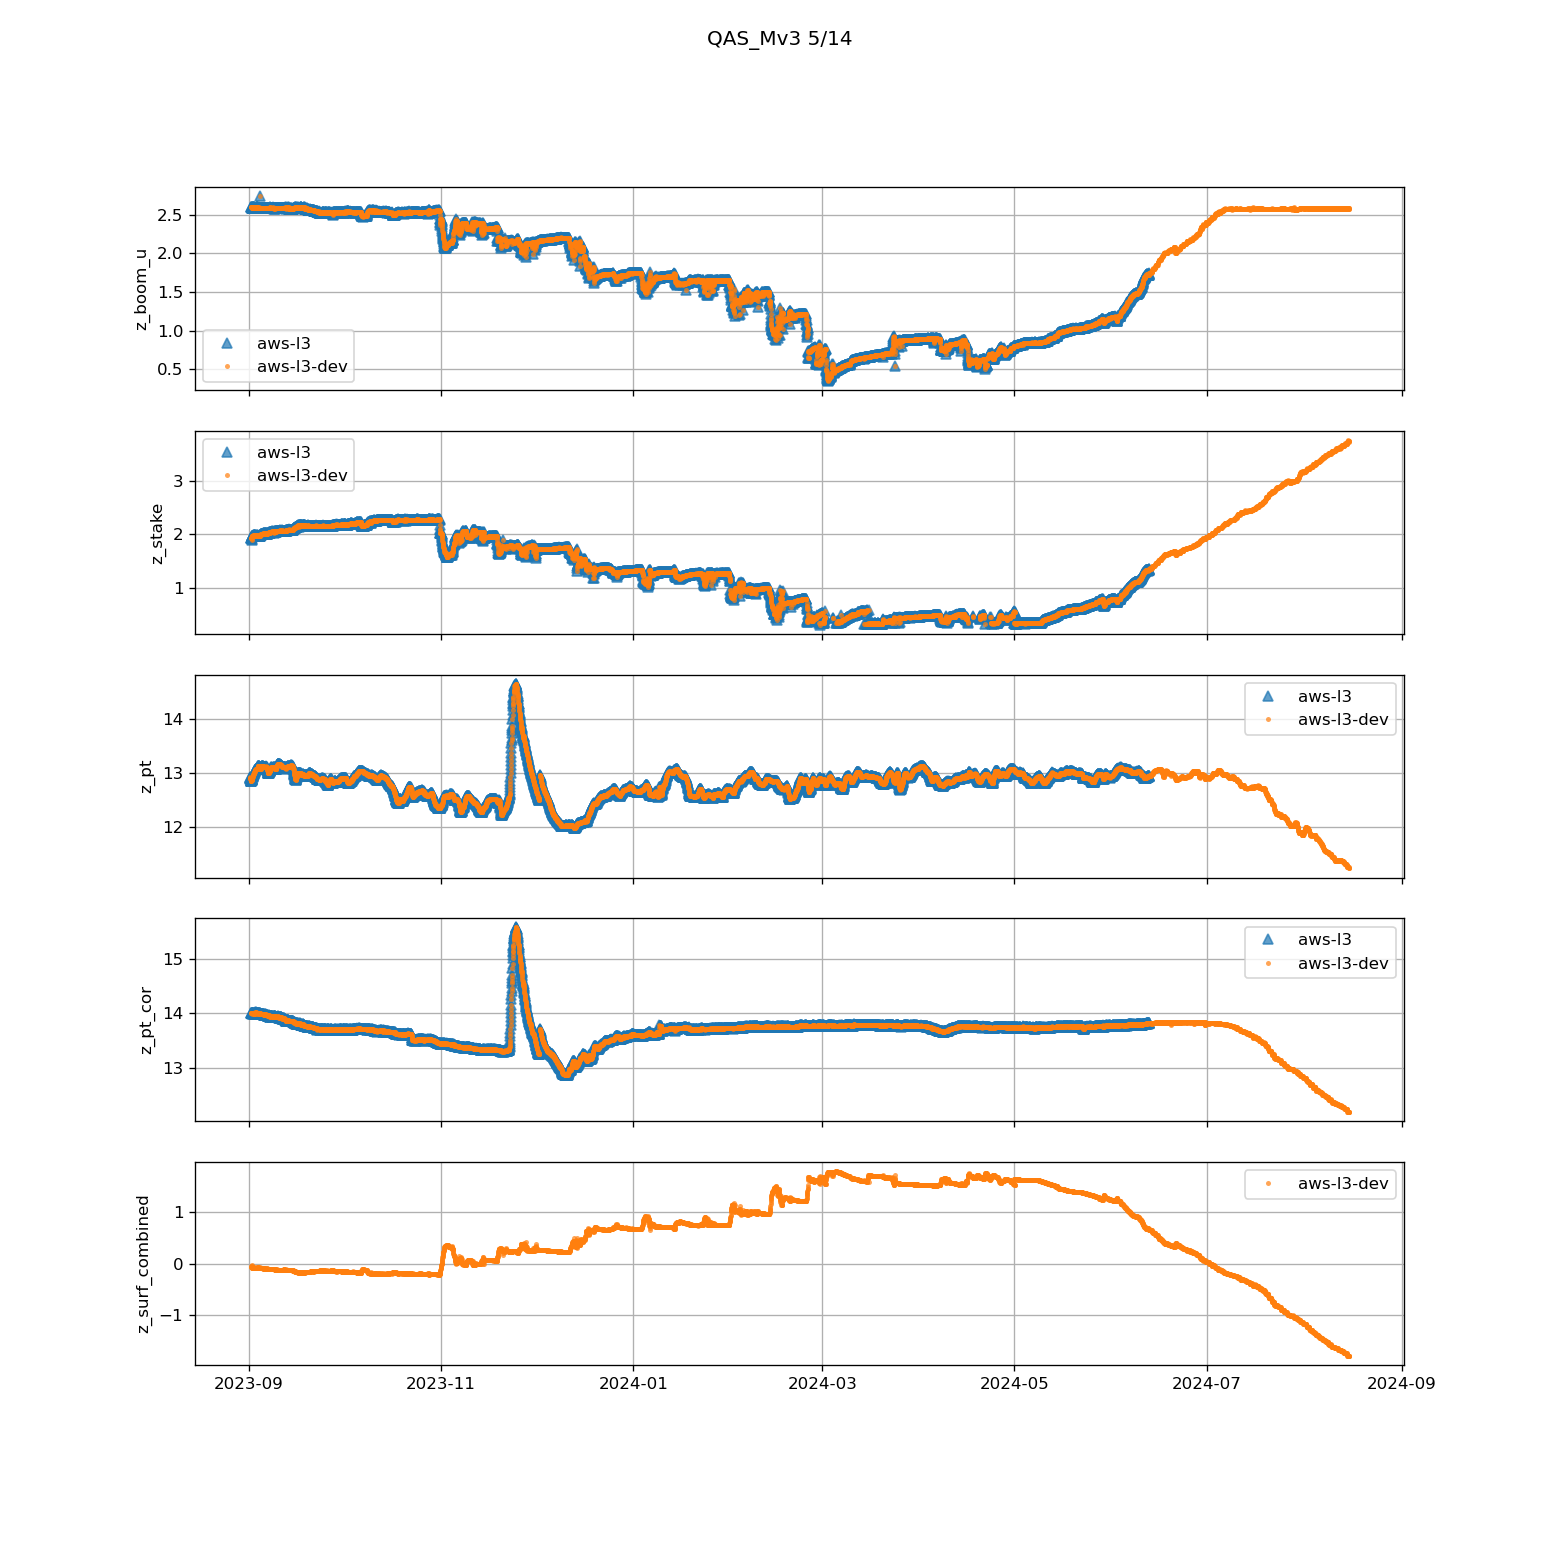 QAS_Mv3 5/14
z_boom_u
2.5
2.0
1.5
1.0
0.5
aws-l3
aws-l3-dev
z_stake
3
2
1
aws-l3
aws-l3-dev
z_pt
14
13
12
aws-l3
aws-l3-dev
z_pt_cor
15
14
13
aws-l3
aws-l3-dev
z_surf_combined
1
0
−1
aws-l3-dev
2023-09 2023-11 2024-01 2024-03 2024-05 2024-07 2024-09